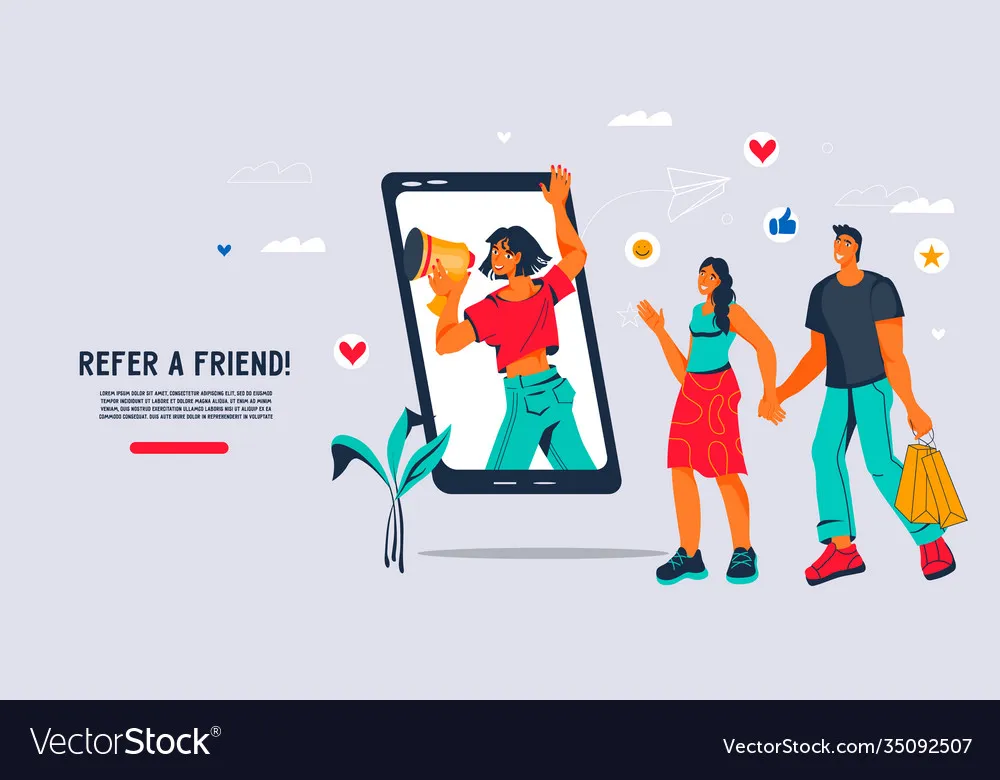 REFER A FRIEND!
LOREM IPSUM DOLOR SIT AMET, CONSECTETUR ADIPISCING ELIT, SED DO
EIUSMOD TEMPOR INCIDIDUNT UT LABORE ET DOLORE MAGNA ALIQUA. UT ENIM AD MINIM
VENIAM, QUIS NOSTRUD EXERCITATION ULLAMCO LABORIS NISI UT ALIQUIP EX EA
COMMODO CONSEQUAT. DUIS AUTE IRURE DOLOR IN REPREHENDERIT IN VOLUPTATE
VectorStock®
VectorStock.com/35092507